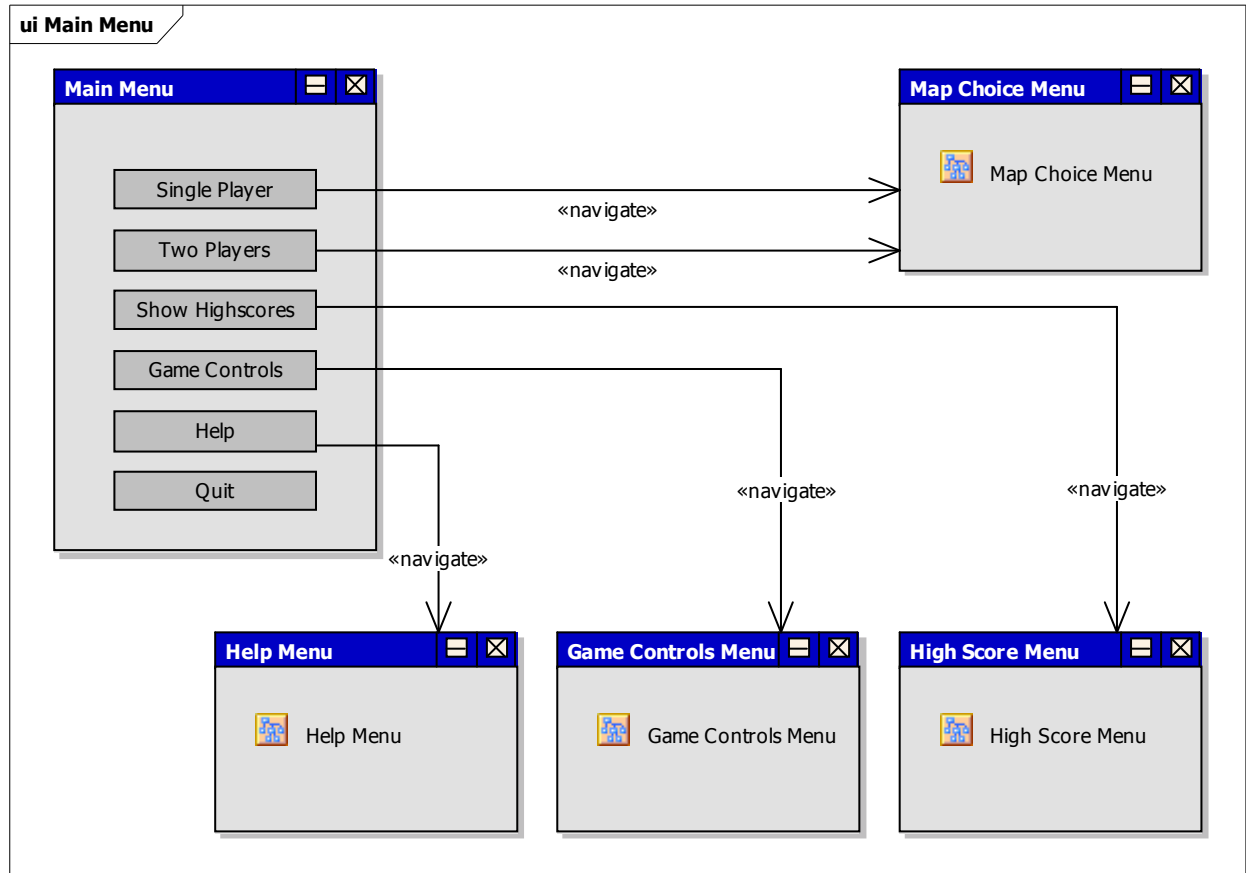 ui Main Menu
Main Menu
Map Choice Menu
Map Choice Menu
Single Player
«navigate»
Two Players
«navigate»
Show Highscores
Game Controls
Help
Quit
«navigate»
«navigate»
«navigate»
Help Menu
Game Controls Menu
High Score Menu
Help Menu
Game Controls Menu
High Score Menu